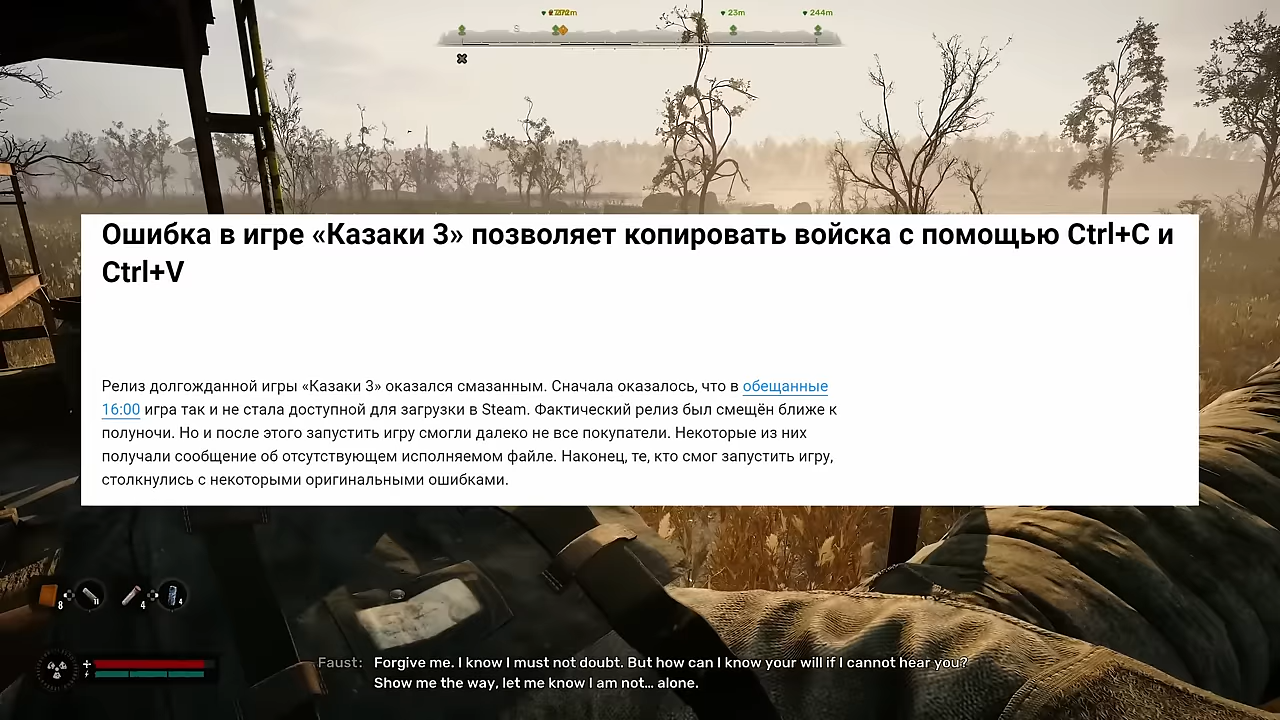 23m
244m
Ошибка в игре «Казаки 3» позволяет копировать войска с помощью Ctrl+C и
Ctrl+V
Релиз долгожданной игры «Казаки 3» оказался смазанным. Сначала оказалось, что в обещанные
16:00 игра так и не стала доступной для загрузки в Steam. Фактический релиз был смещён ближе к
полуночи. Но и после этого запустить игру смогли далеко не все покупатели. Некоторые из них
получали сообщение об отсутствующем исполняемом файле. Наконец, те, кто смог запустить игру,
столкнулись с некоторыми оригинальными ошибками.
8 11 4 4
Faust: Forgive me. I know I must not doubt. But how can I know your will if I cannot hear you?
Show me the way, let me know I am not... alone.